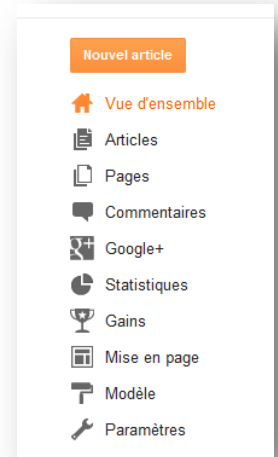 Nouvel article
Vue d'ensemble
Articles
Pages
Commentaires
Google+
Statistiques
Gains
Mise en page
Modèle
Paramètres